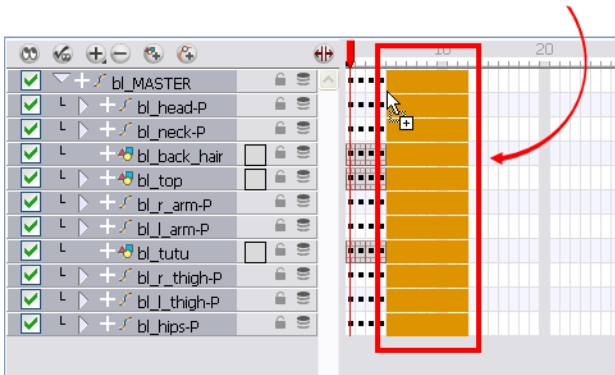 10 20
bl_MASTER
bl_head-P
bl_neck-P
bl_back_hair
bl_top
bl_r_arm-P
bl_l_arm-P
bl_tutu
bl_r_thigh-P
bl_l_thigh-P
bl_hips-P